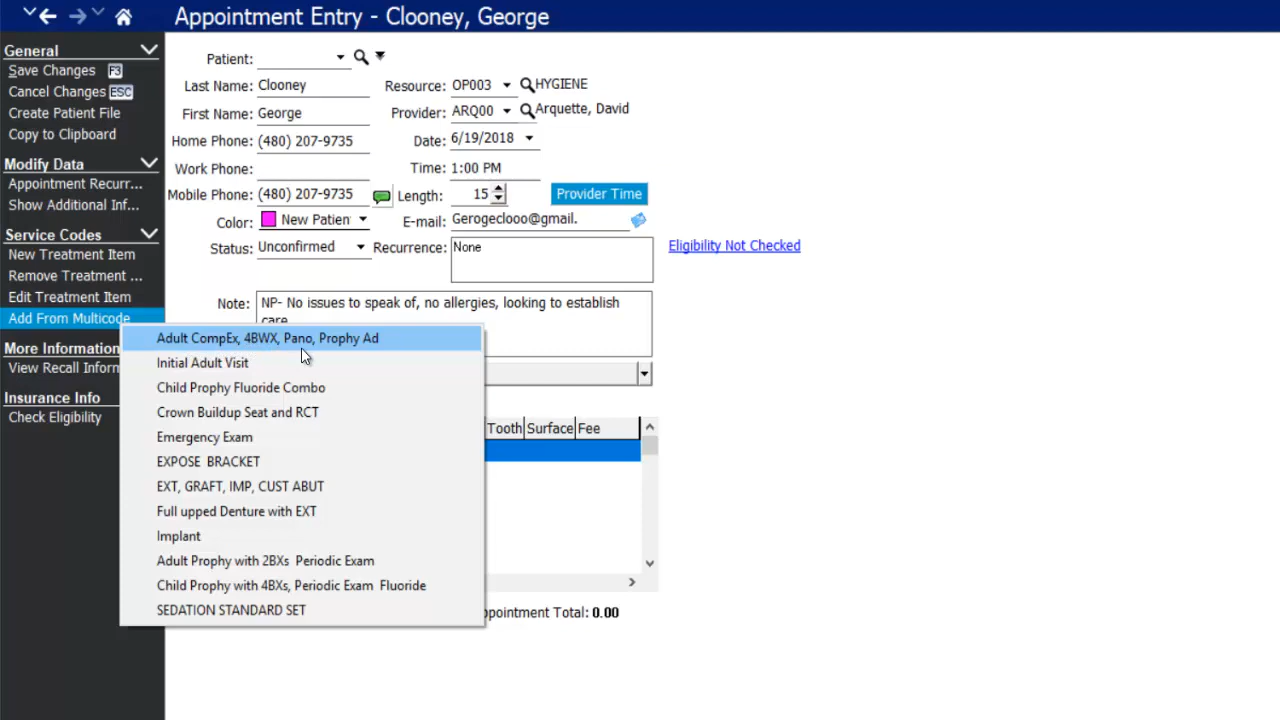 Appointment Entry - Clooney, George
General
Save Changes F3
Cancel Changes ESC
Create Patient File
Copy to Clipboard
Modify Data
Appointment Recurr...
Show Additional Inf...
Service Codes
New Treatment Item
Remove Treatment ...
Edit Treatment Item
Add From Multicode
More Information
View Recall Inform
Insurance Info
Check Eligibility
Patient:
Last Name: Clooney
Resource: OP003 HYGIENE
First Name: George
Provider: ARQ00 Arquette, David
Home Phone: (480) 207-9735
Date: 6/19/2018
Work Phone:
Time: 1:00 PM
Mobile Phone: (480) 207-9735
Length: 15
Provider Time
Color: New Patien
E-mail: Gerogeclooo@gmail.
Status: Unconfirmed
Recurrence: None
Eligibility Not Checked
Note: NP- No issues to speak of, no allergies, looking to establish
care
Adult CompEx, 4BWX, Pano, Prophy Ad
Initial Adult Visit
Child Prophy Fluoride Combo
Crown Buildup Seat and RCT
Emergency Exam
EXPOSE BRACKET
EXT, GRAFT, IMP, CUST ABUT
Full upped Denture with EXT
Implant
Adult Prophy with 2BXs Periodic Exam
Child Prophy with 4BXs, Periodic Exam Fluoride
SEDATION STANDARD SET
Tooth Surface Fee
ppointment Total: 0.00